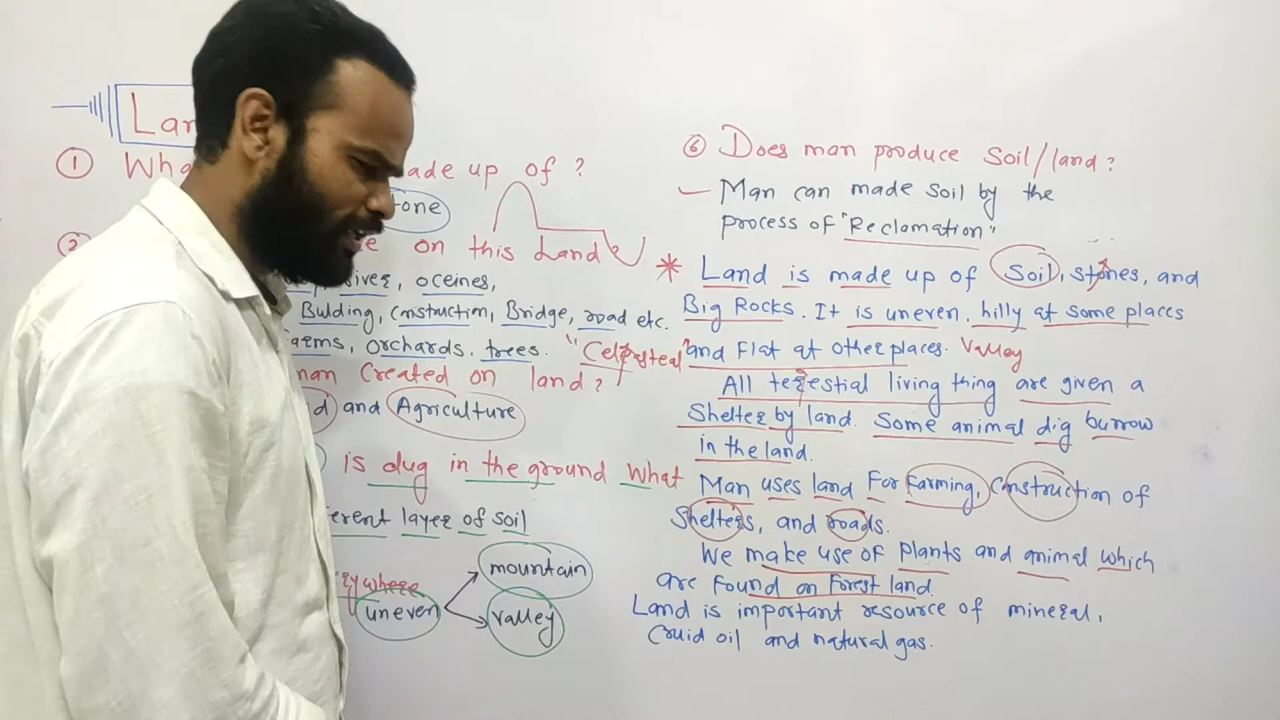 Lan
① Wha ade up of ?
tone
② e on this Land
ivers, oceines,
Bulding, Cnstruction, Bridge, road etc.
arms, orchards. trees. "Celesteal"
man Created on land?
d and Agriculture
is dug in the ground What
erent layer of soil
ry where
uneven
mountain
valley
⑥ Does man produce Soil/land?
– Man can made soil by the
process of "Reclamation"
* Land is made up of Soil, stones, and
Big Rocks. It is uneven. hilly at some places
and Flat at other places. Valley
All terestial living thing are given a
Shelter by land. Some animal dig burrow
in the land.
Man uses land For Farming, Construction of
Shelters, and roads.
We make use of plants and animal which
are Found on Forest land.
Land is important resource of mineral,
Cruid oil and natural gas.